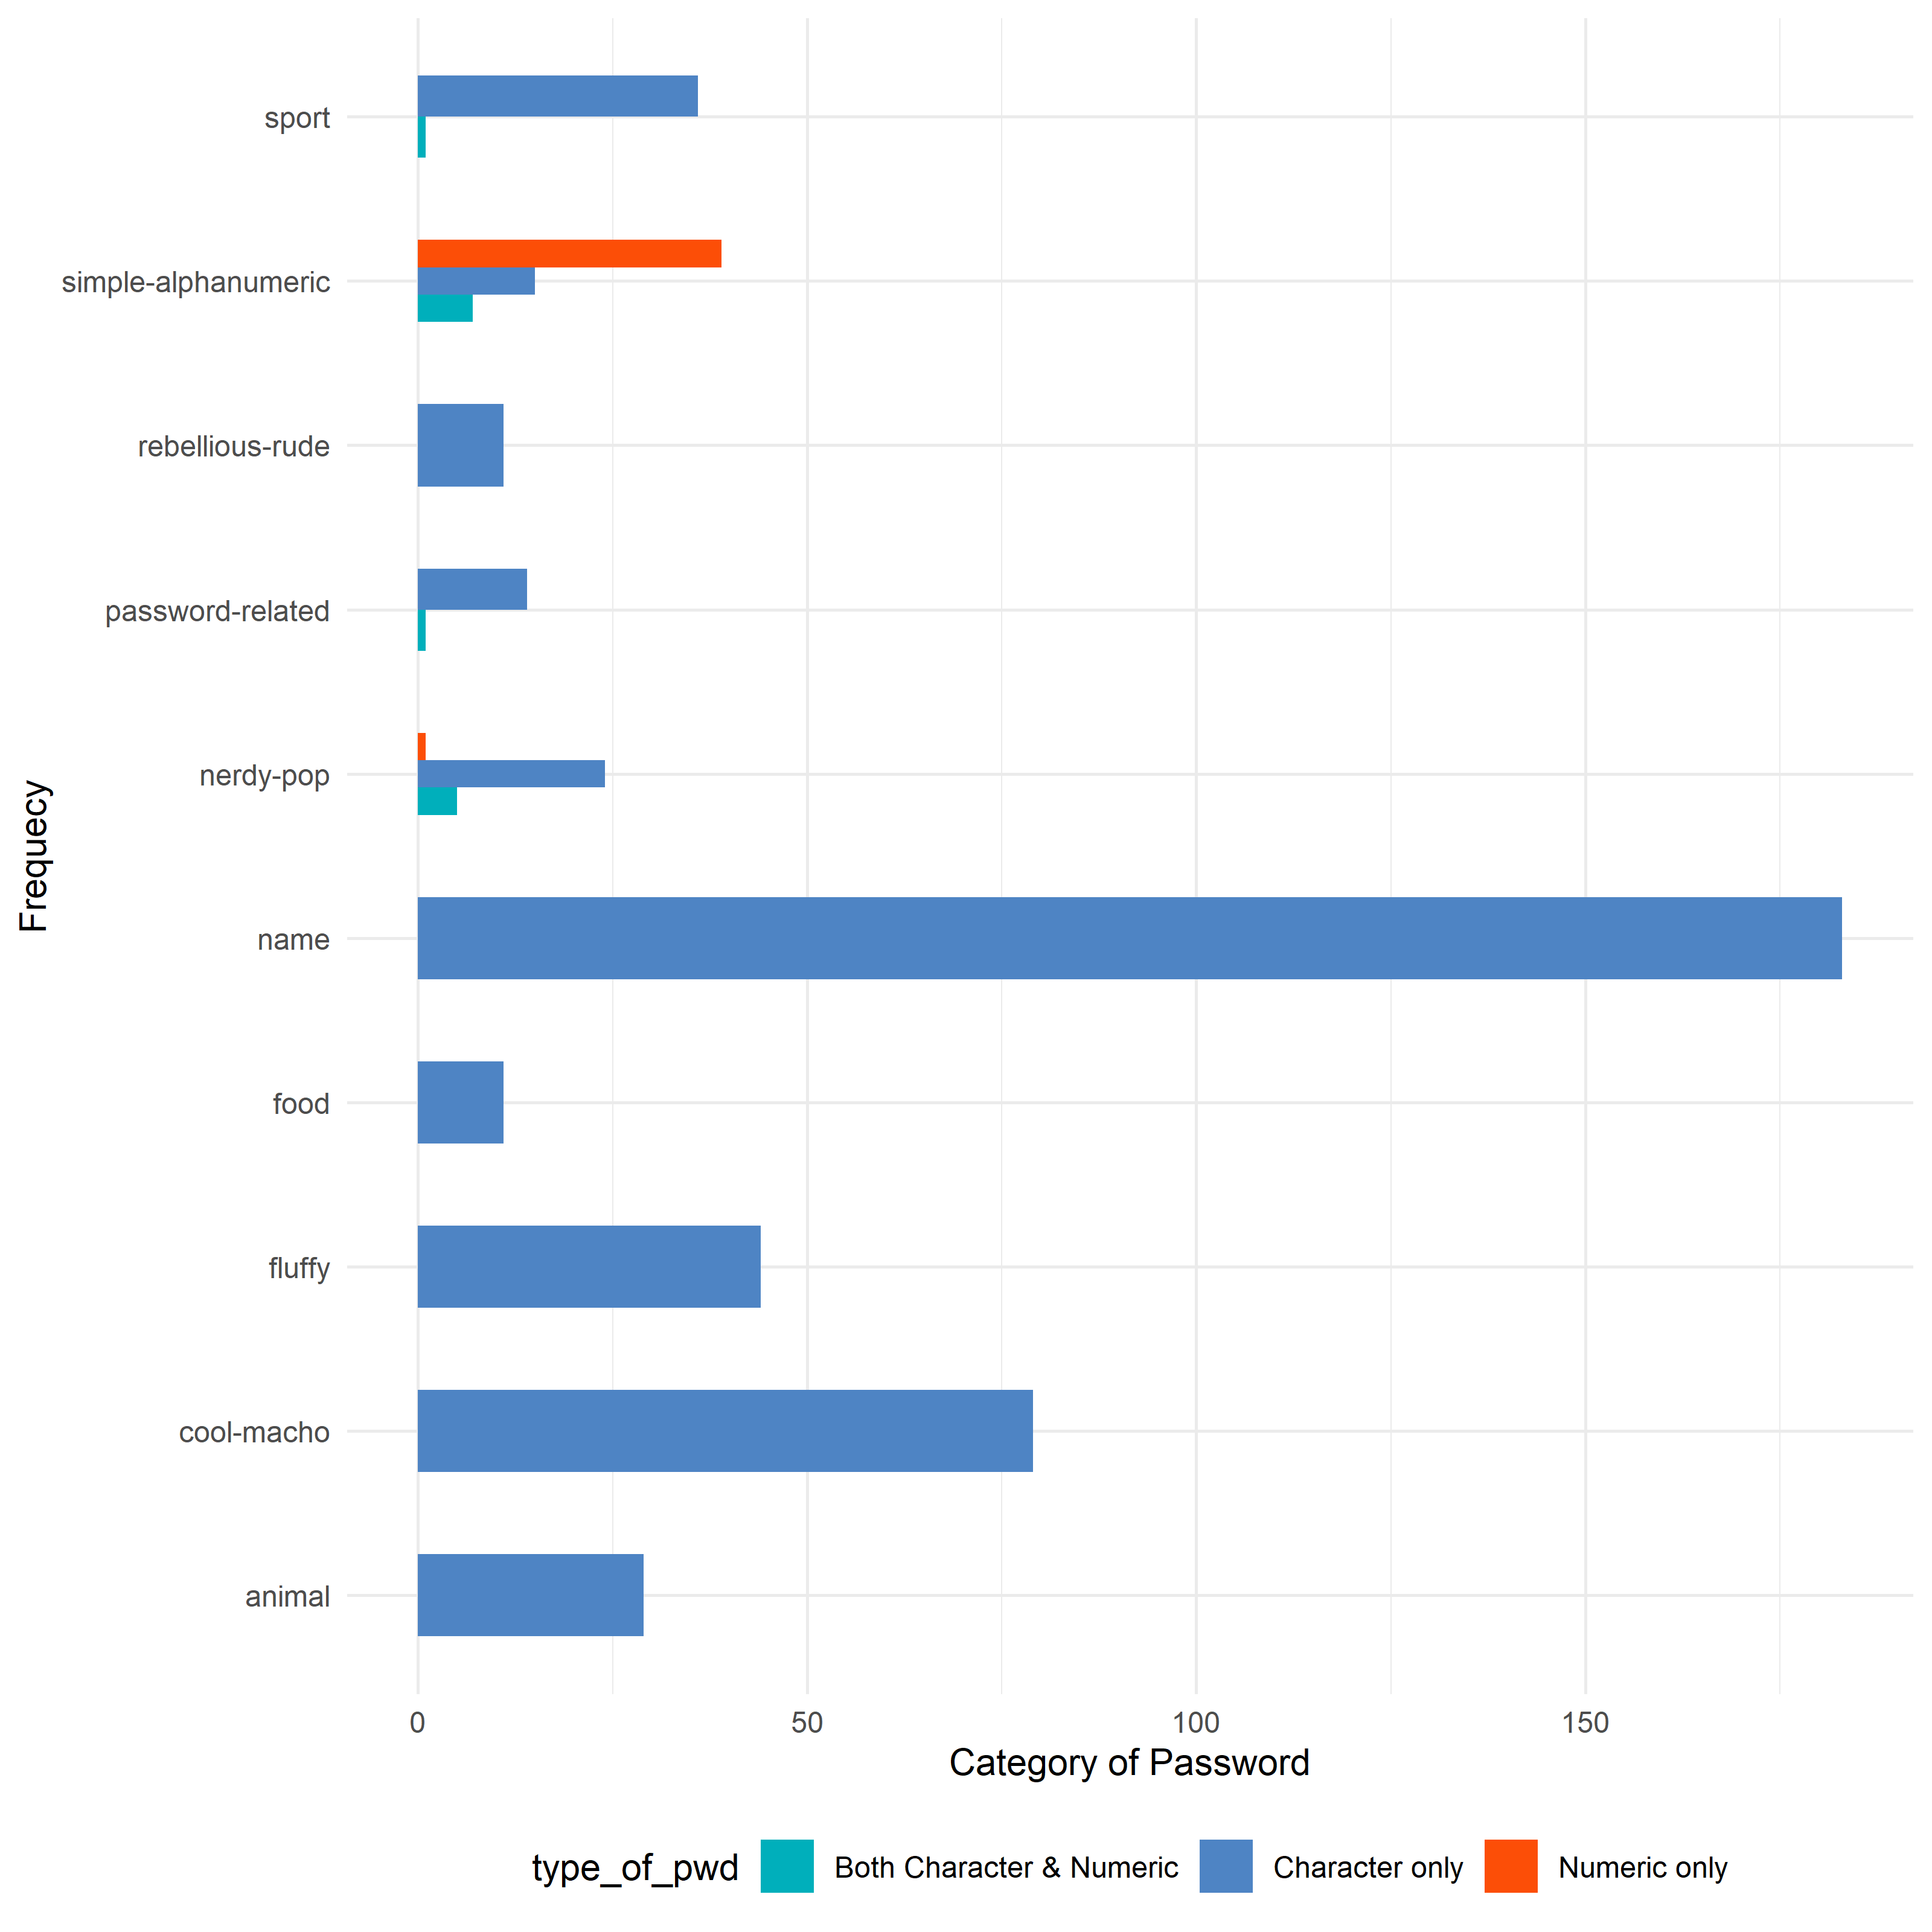 sport
simple-alphanumeric
rebellious-rude
password-related
nerdy-pop
name
food
fluffy
cool-macho
animal
Frequecy
0 50 100 150
Category of Password
type_of_pwd Both Character & Numeric Character only Numeric only